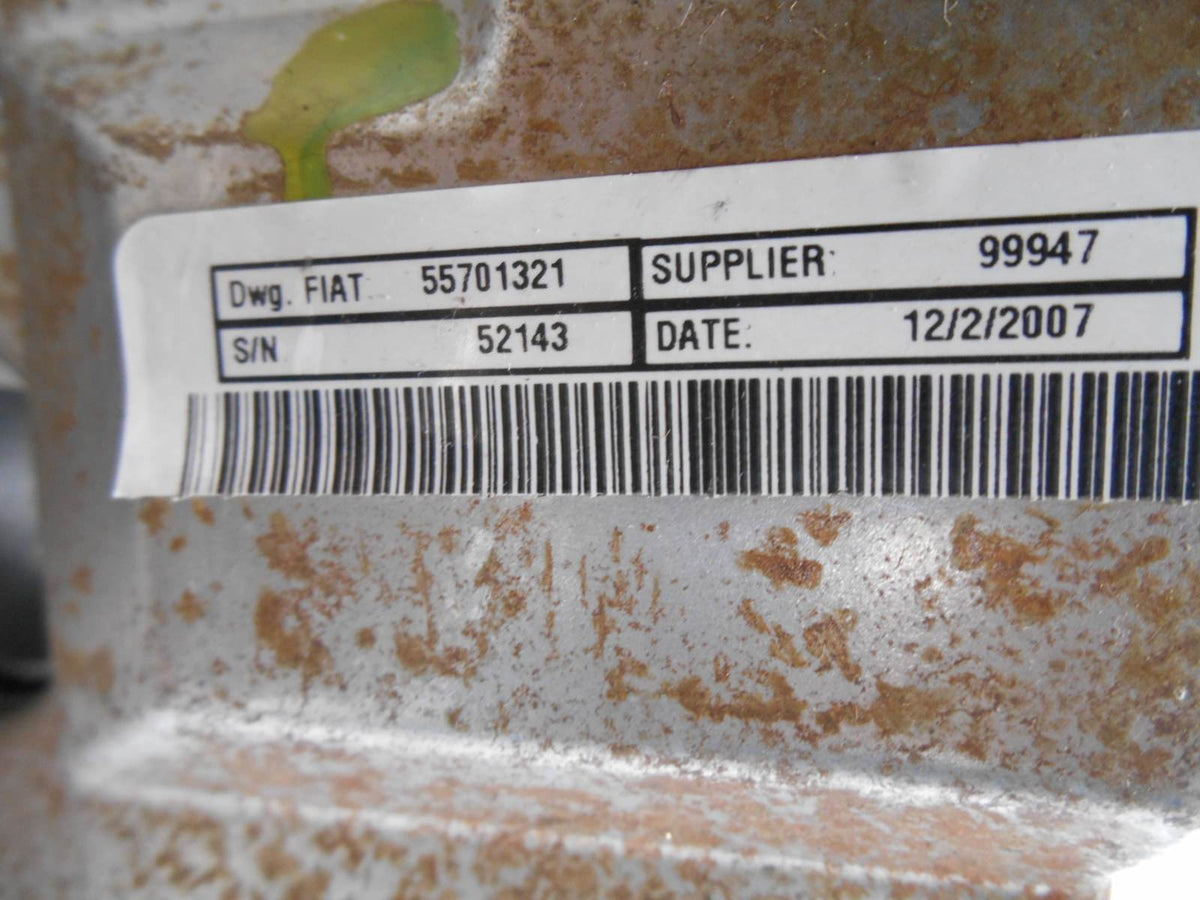 Dwg. FIAT: 55701321 SUPPLIER: 99947
S/N 52143 DATE: 12/2/2007